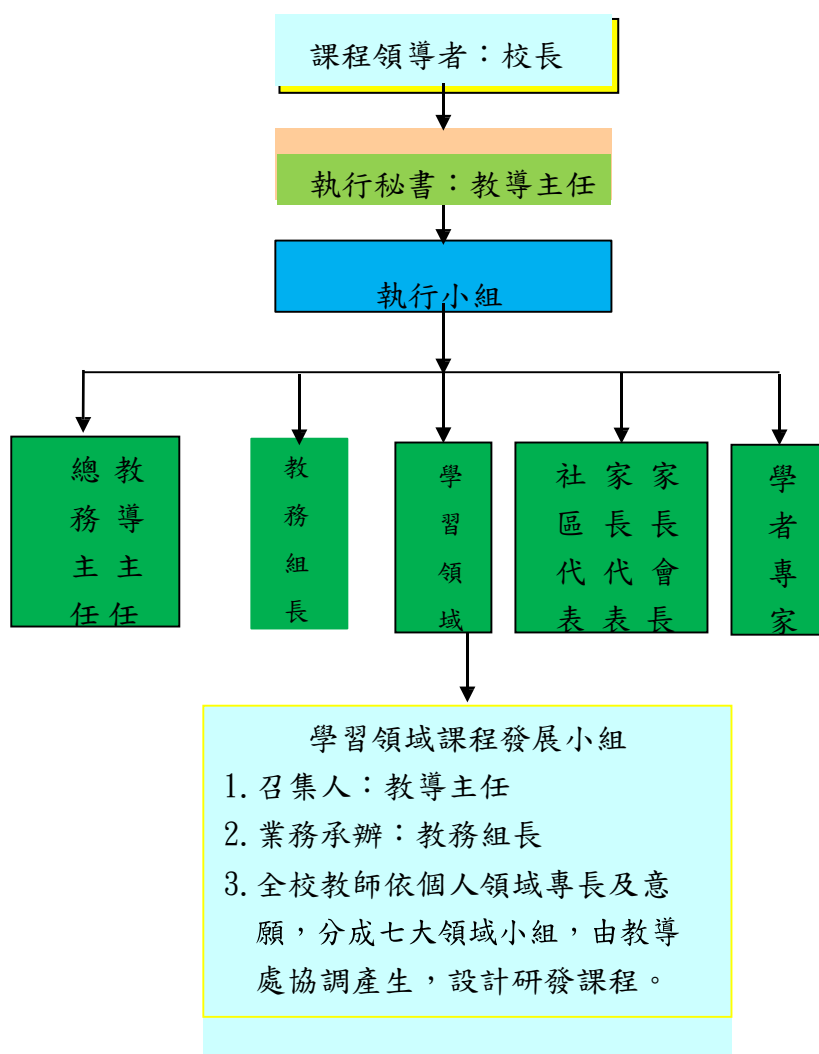 課程領導者：校長
執行秘書：教導主任
執行小組
教導主任
總務主任
教務組長
學習領域
家長會長
家長代表
社區代表
學者專家
學習領域課程發展小組
1. 召集人：教導主任
2. 業務承辦：教務組長
3. 全校教師依個人領域專長及意
願，分成七大領域小組，由教導
處協調產生，設計研發課程。